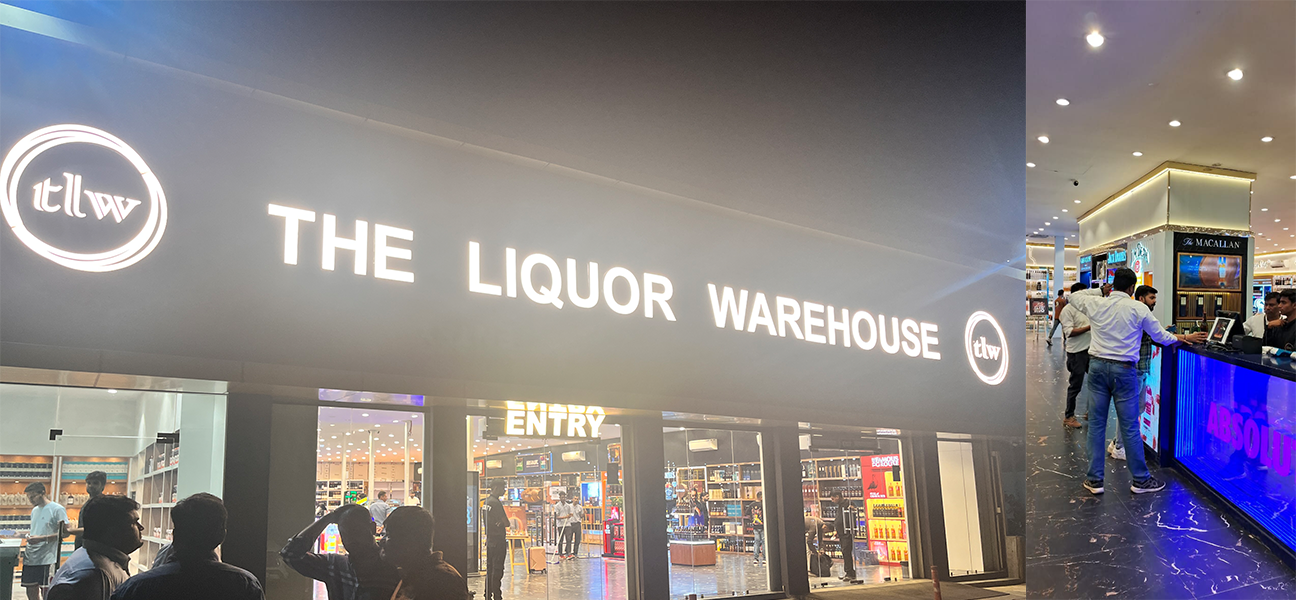 tlw
THE LIQUOR WAREHOUSE
tlw
ENTRY
The MACALLAN
ABSOLU